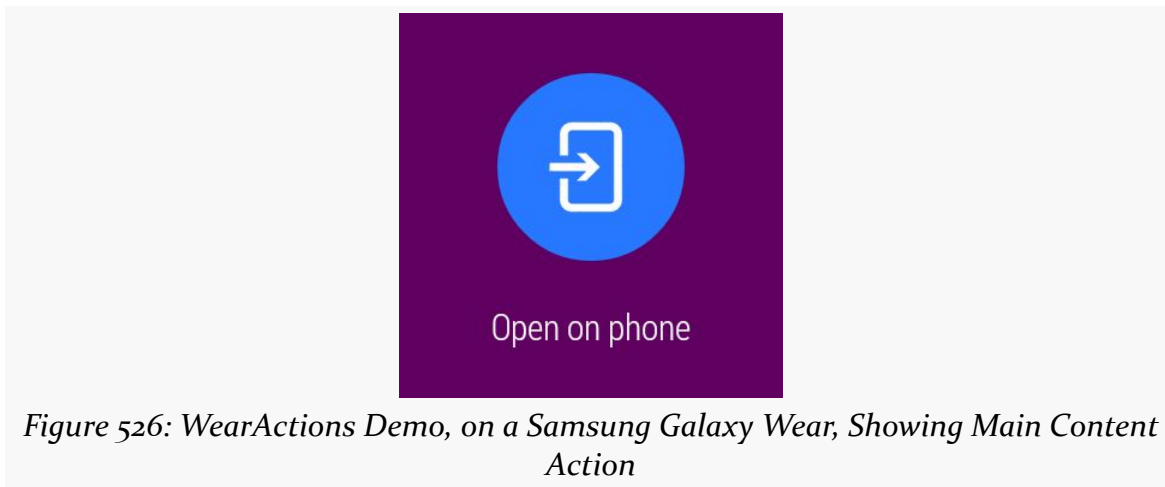 Open on phone
Figure 526: WearActions Demo, on a Samsung Galaxy Wear, Showing Main Content
Action